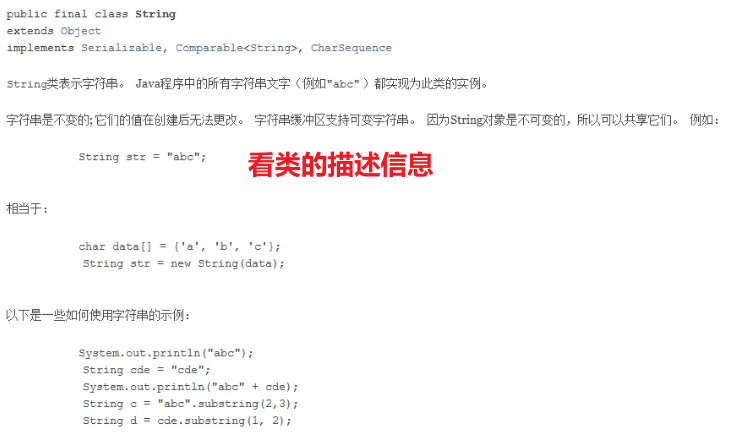 public final class String
extends Object
implements Serializable, Comparable<String>, CharSequence
String类表示字符串。 Java程序中的所有字符串文字（例如"abc" ）都实现为此类的实例。
字符串是不变的; 它们的值在创建后无法更改。 字符串缓冲区支持可变字符串。 因为String对象是不可变的，所以可以共享它们。 例如：
String str = "abc";
看类的描述信息
相当于：
char data[] = {'a', 'b', 'c'};
String str = new String(data);
以下是一些如何使用字符串的示例：
System.out.println("abc");
String cde = "cde";
System.out.println("abc" + cde);
String c = "abc".substring(2,3);
String d = cde.substring(1, 2);